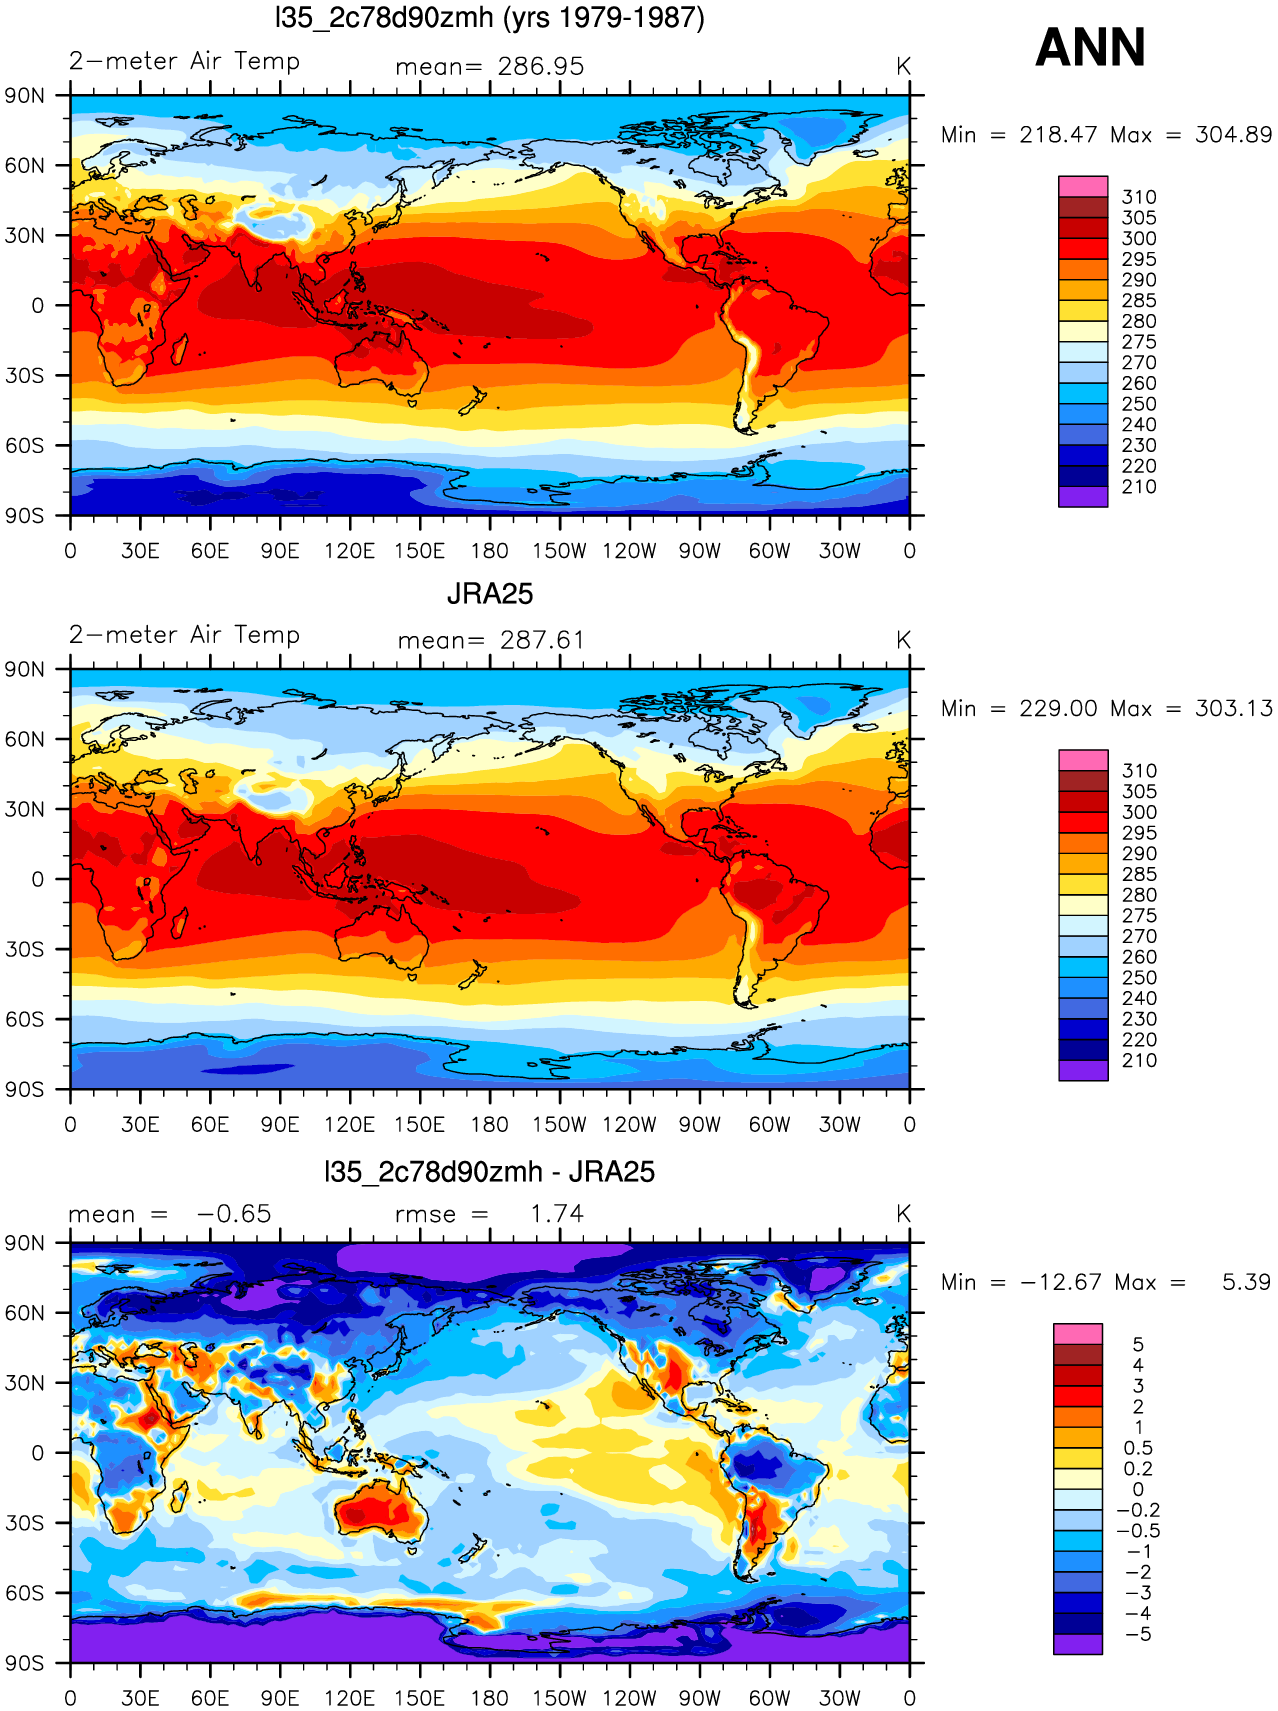 l35_2c78d90zmh (yrs 1979-1987)
ANN
2-meter Air Temp mean= 286.95 K
Min = 218.47 Max = 304.89
90N
60N
30N
0
30S
60S
90S
0 30E 60E 90E 120E 150E 180 150W 120W 90W 60W 30W 0
310
305
300
295
290
285
280
275
270
260
250
240
230
220
210
JRA25
2-meter Air Temp mean= 287.61 K
Min = 229.00 Max = 303.13
90N
60N
30N
0
30S
60S
90S
0 30E 60E 90E 120E 150E 180 150W 120W 90W 60W 30W 0
310
305
300
295
290
285
280
275
270
260
250
240
230
220
210
l35_2c78d90zmh - JRA25
mean = -0.65 rmse = 1.74 K
Min = -12.67 Max = 5.39
90N
60N
30N
0
30S
60S
90S
0 30E 60E 90E 120E 150E 180 150W 120W 90W 60W 30W 0
5
4
3
2
1
0.5
0.2
0
-0.2
-0.5
-1
-2
-3
-4
-5